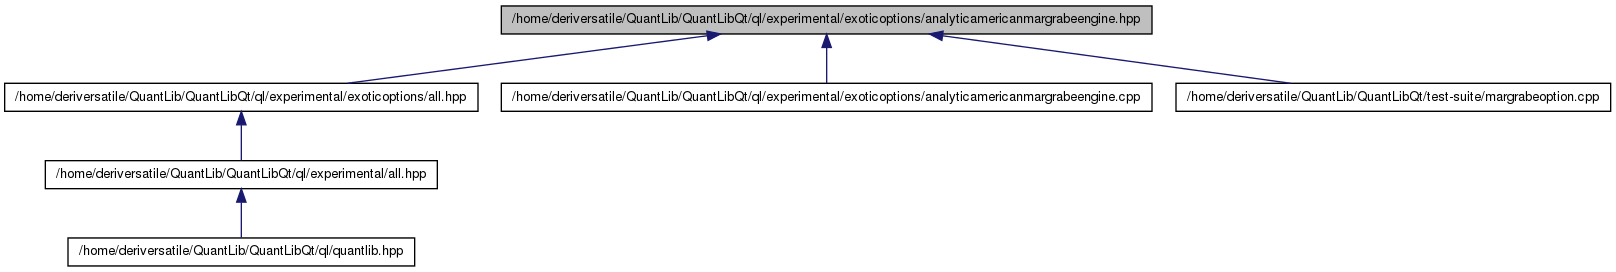 /home/deriversatile/QuantLib/QuantLibQt/ql/experimental/exoticoptions/analyticamericanmargrabeengine.hpp
/home/deriversatile/QuantLib/QuantLibQt/ql/experimental/exoticoptions/all.hpp
/home/deriversatile/QuantLib/QuantLibQt/ql/experimental/exoticoptions/analyticamericanmargrabeengine.cpp
/home/deriversatile/QuantLib/QuantLibQt/test-suite/margrabeoption.cpp
/home/deriversatile/QuantLib/QuantLibQt/ql/experimental/all.hpp
/home/deriversatile/QuantLib/QuantLibQt/ql/quantlib.hpp